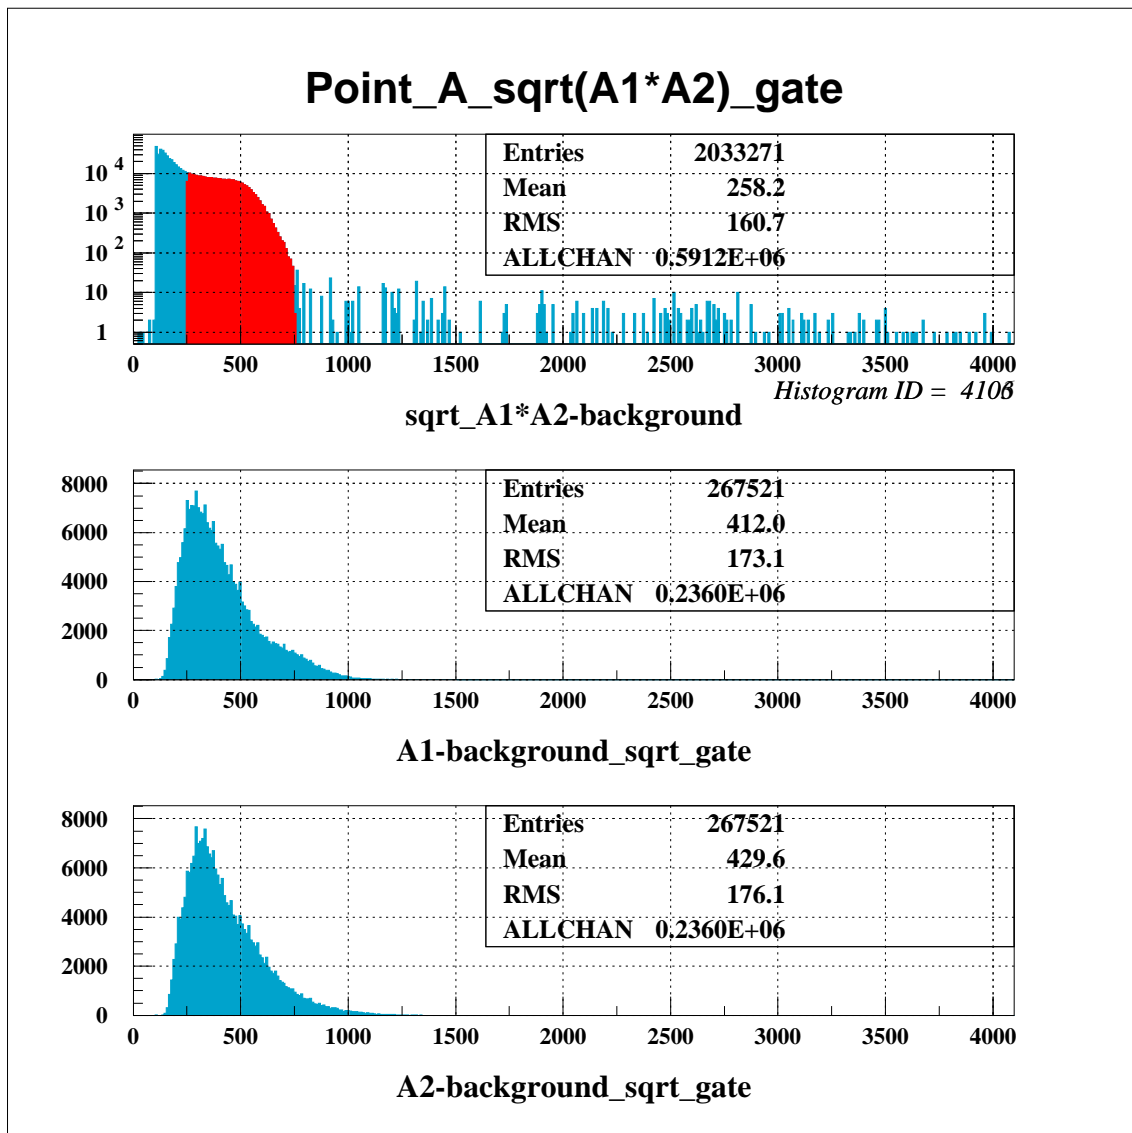 Point_A_sqrt(A1*A2)_gate
Entries 2033271
Mean 258.2
RMS 160.7
ALLCHAN 0.5912E+06
10 4
10 3
10 2
10
1
0 500 1000 1500 2000 2500 3000 3500 4000
Histogram ID =
sqrt_A1*A2-background
Entries 267521
Mean 412.0
RMS 173.1
ALLCHAN 0.2360E+06
8000
6000
4000
2000
0
0 500 1000 1500 2000 2500 3000 3500 4000
A1-background_sqrt_gate
Entries 267521
Mean 429.6
RMS 176.1
ALLCHAN 0.2360E+06
8000
6000
4000
2000
0
0 500 1000 1500 2000 2500 3000 3500 4000
A2-background_sqrt_gate